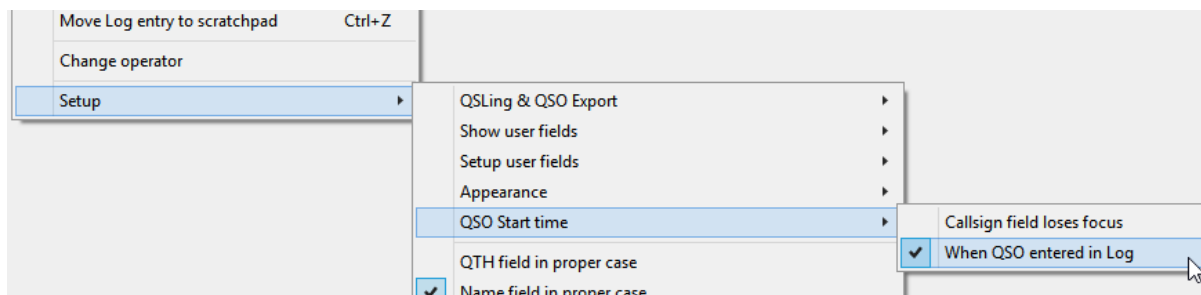 Move Log entry to scratchpad Ctrl+Z
Change operator
Setup
QSLing & QSO Export
Show user fields
Setup user fields
Appearance
QSO Start time
Callsign field loses focus
When QSO entered in Log
QTH field in proper case
Name field in proper case